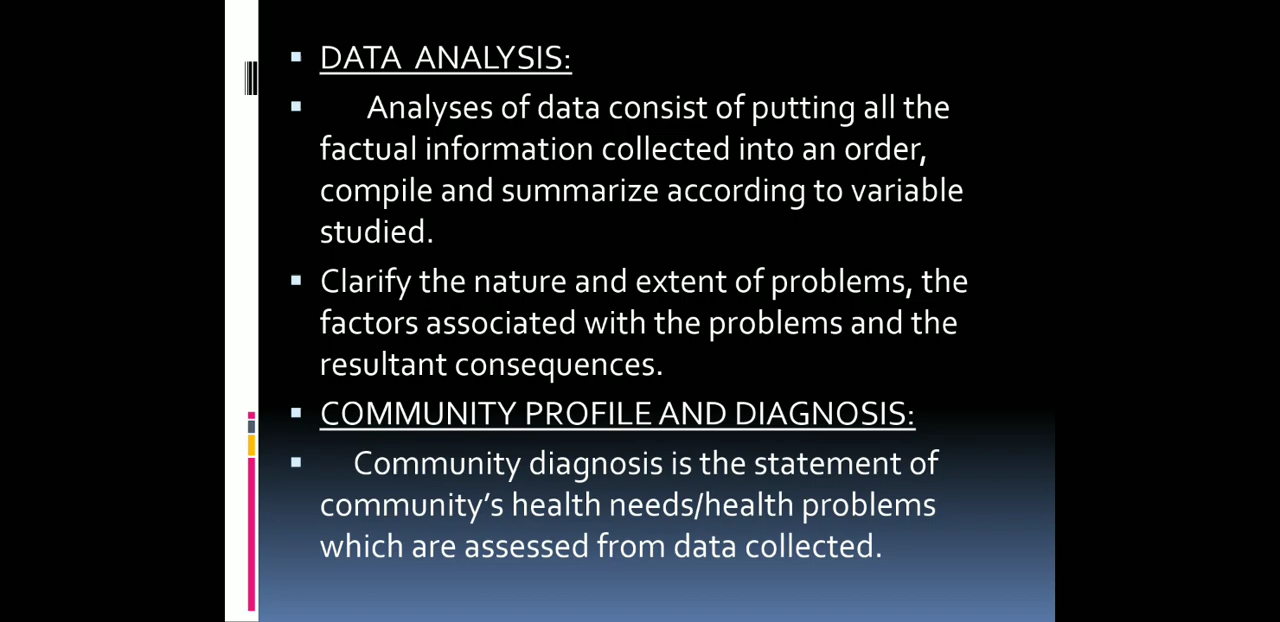 DATA ANALYSIS:
Analyses of data consist of putting all the
factual information collected into an order,
compile and summarize according to variable
studied.
Clarify the nature and extent of problems, the
factors associated with the problems and the
resultant consequences.
COMMUNITY PROFILE AND DIAGNOSIS:
Community diagnosis is the statement of
community’s health needs/health problems
which are assessed from data collected.